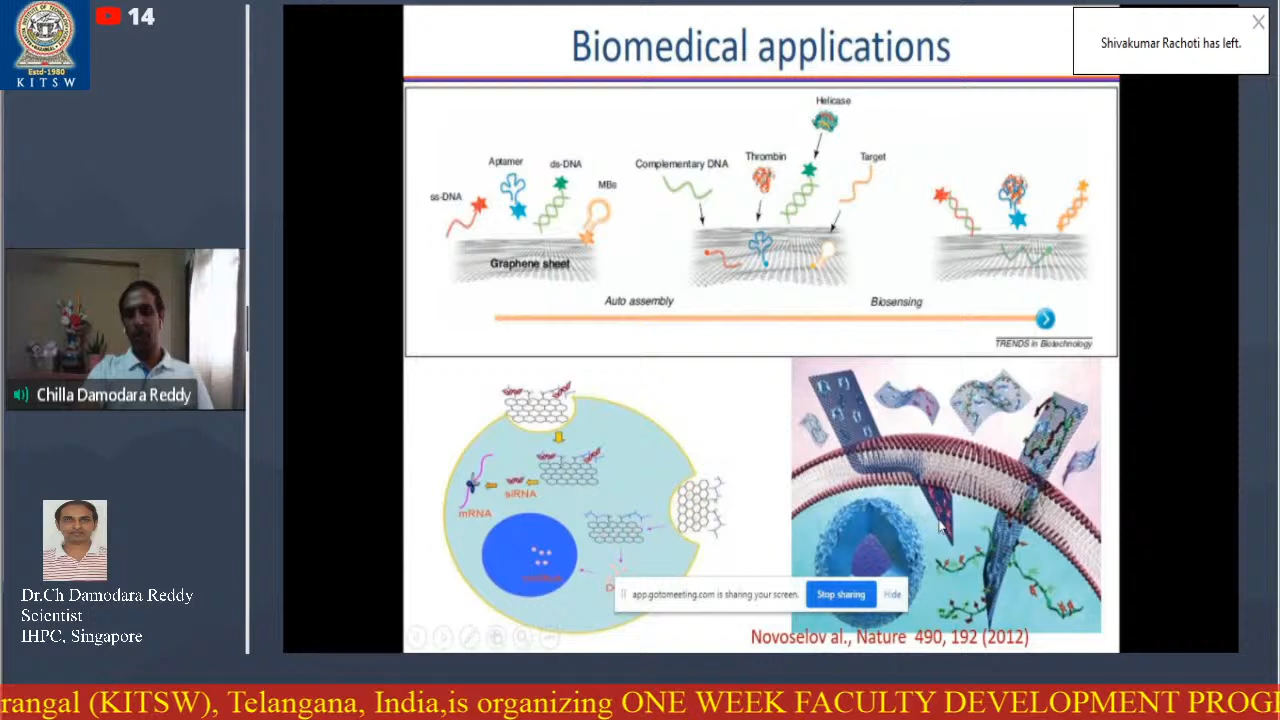 INSTITUTE OF TECHNOLOGY
Estd-1980
KITSW
14
Biomedical applications
Shivakumar Rachoti has left.
Helicase
Aptamer
ds-DNA
MBs
ss-DNA
Complementary DNA
Thrombin
Target
Graphene sheet
Auto assembly
Biosensing
TRENDS in Biotechnology
siRNA
mRNA
Chilla Damodara Reddy
app.gotomeeting.com is sharing your screen.
Stop sharing
Hide
Novoselov al., Nature 490, 192 (2012)
Dr.Ch Damodara Reddy
Scientist
IHPC, Singapore
rangal (KITSW), Telangana, India,is organizing ONE WEEK FACULTY DEVELOPMENT PROG